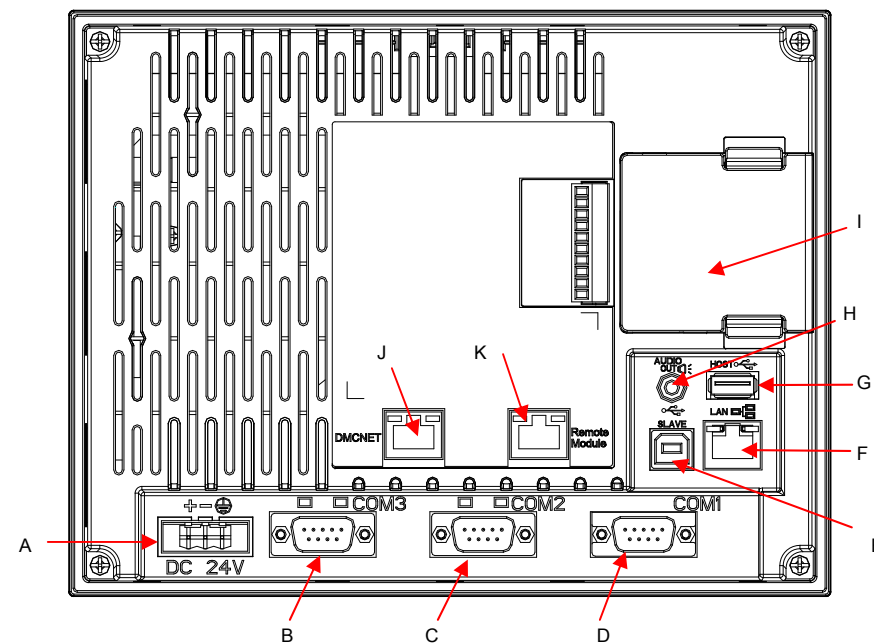 I
AUDIO
OUT
HOST
H
J
K
G
LAN
DMCNET
Remote
Module
SLAVE
F
+ −
COM3
COM2
COM1
A
DC 24V
B
C
D